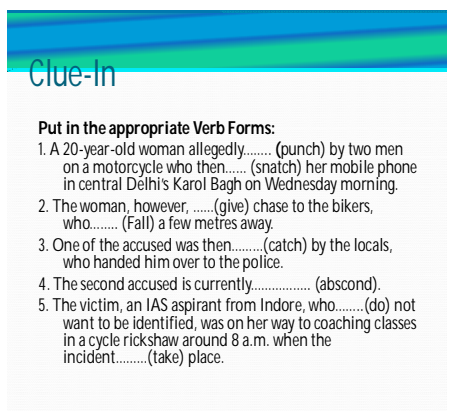 Clue-In
Put in the appropriate Verb Forms:
1. A 20-year-old woman allegedly........ (punch) by two men
on a motorcycle who then...... (snatch) her mobile phone
in central Delhi's Karol Bagh on Wednesday morning.
2. The woman, however, ......(give) chase to the bikers,
who........ (Fall) a few metres away.
3. One of the accused was then.........(catch) by the locals,
who handed him over to the police.
4. The second accused is currently................. (abscond).
5. The victim, an IAS aspirant from Indore, who........(do) not
want to be identified, was on her way to coaching classes
in a cycle rickshaw around 8 a.m. when the
incident.........(take) place.